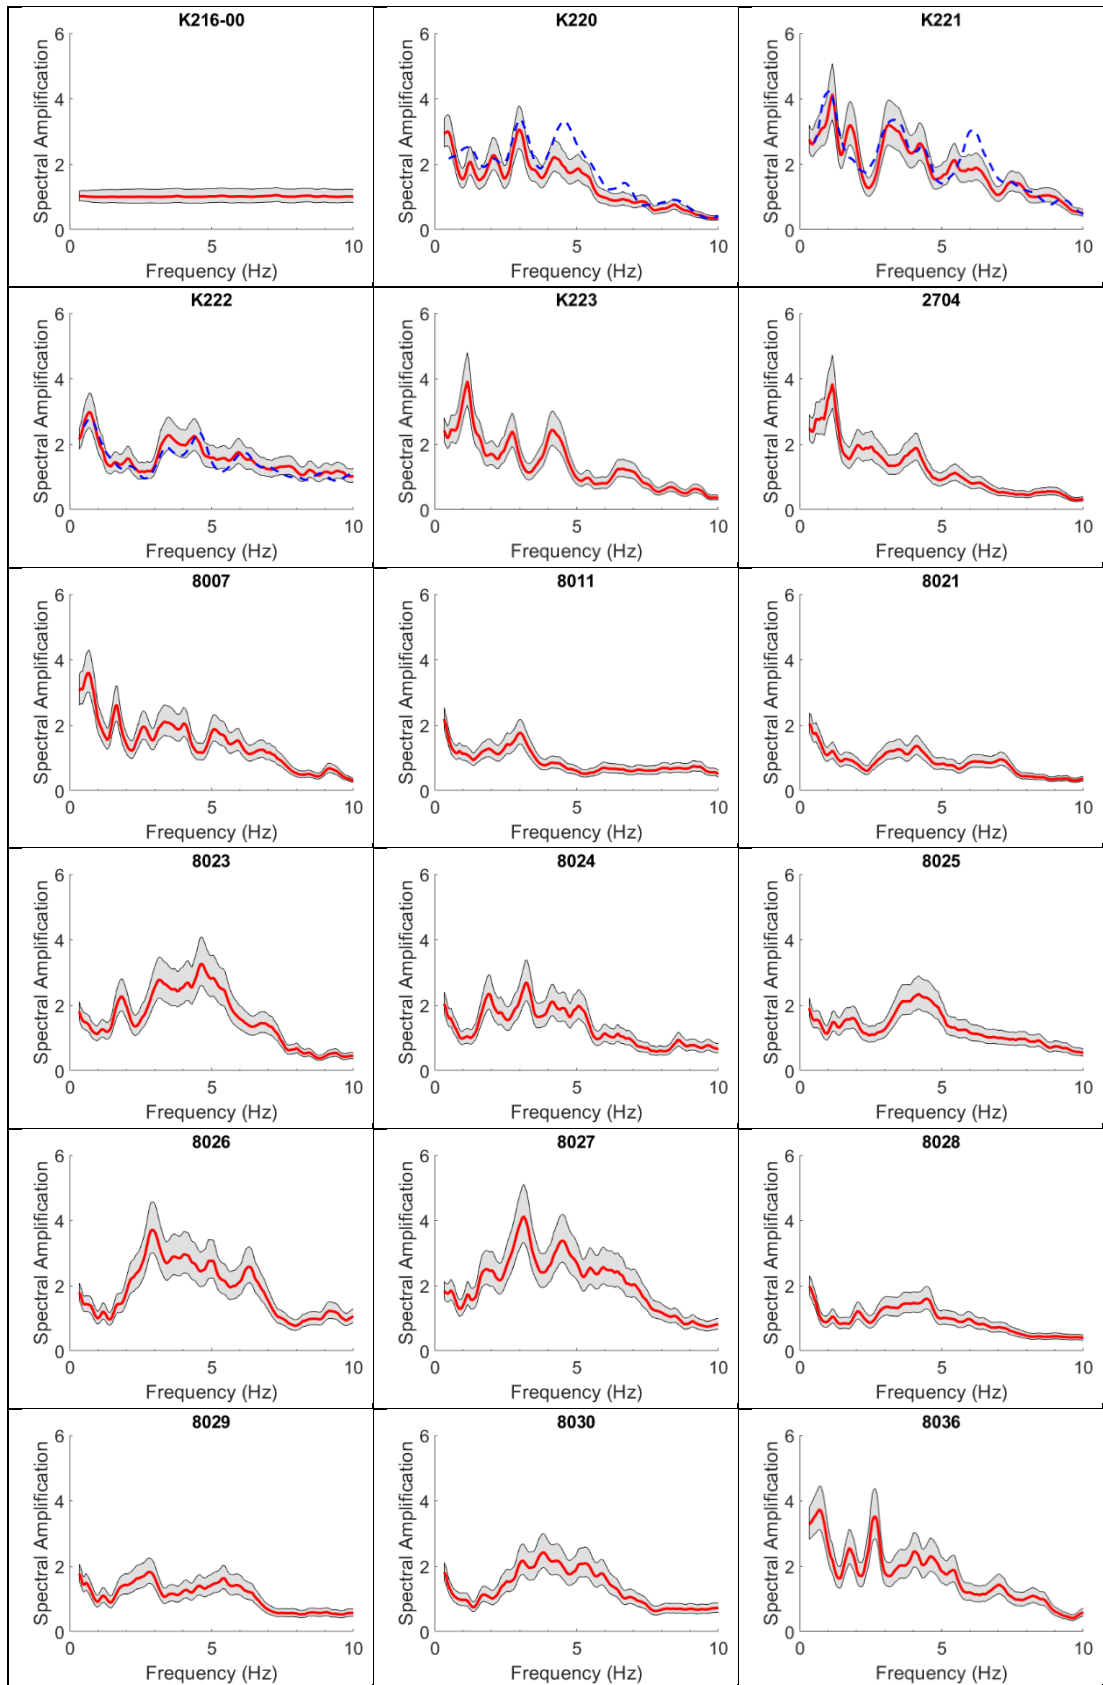 K216-00
6
4
2
0
Spectral Amplification
0 5 10
Frequency (Hz)
K220
6
4
2
0
Spectral Amplification
0 5 10
Frequency (Hz)
K221
6
4
2
0
Spectral Amplification
0 5 10
Frequency (Hz)
K222
6
4
2
0
Spectral Amplification
0 5 10
Frequency (Hz)
K223
6
4
2
0
Spectral Amplification
0 5 10
Frequency (Hz)
2704
6
4
2
0
Spectral Amplification
0 5 10
Frequency (Hz)
8007
6
4
2
0
Spectral Amplification
0 5 10
Frequency (Hz)
8011
6
4
2
0
Spectral Amplification
0 5 10
Frequency (Hz)
8021
6
4
2
0
Spectral Amplification
0 5 10
Frequency (Hz)
8023
6
4
2
0
Spectral Amplification
0 5 10
Frequency (Hz)
8024
6
4
2
0
Spectral Amplification
0 5 10
Frequency (Hz)
8025
6
4
2
0
Spectral Amplification
0 5 10
Frequency (Hz)
8026
6
4
2
0
Spectral Amplification
0 5 10
Frequency (Hz)
8027
6
4
2
0
Spectral Amplification
0 5 10
Frequency (Hz)
8028
6
4
2
0
Spectral Amplification
0 5 10
Frequency (Hz)
8029
6
4
2
0
Spectral Amplification
0 5 10
Frequency (Hz)
8030
6
4
2
0
Spectral Amplification
0 5 10
Frequency (Hz)
8036
6
4
2
0
Spectral Amplification
0 5 10
Frequency (Hz)